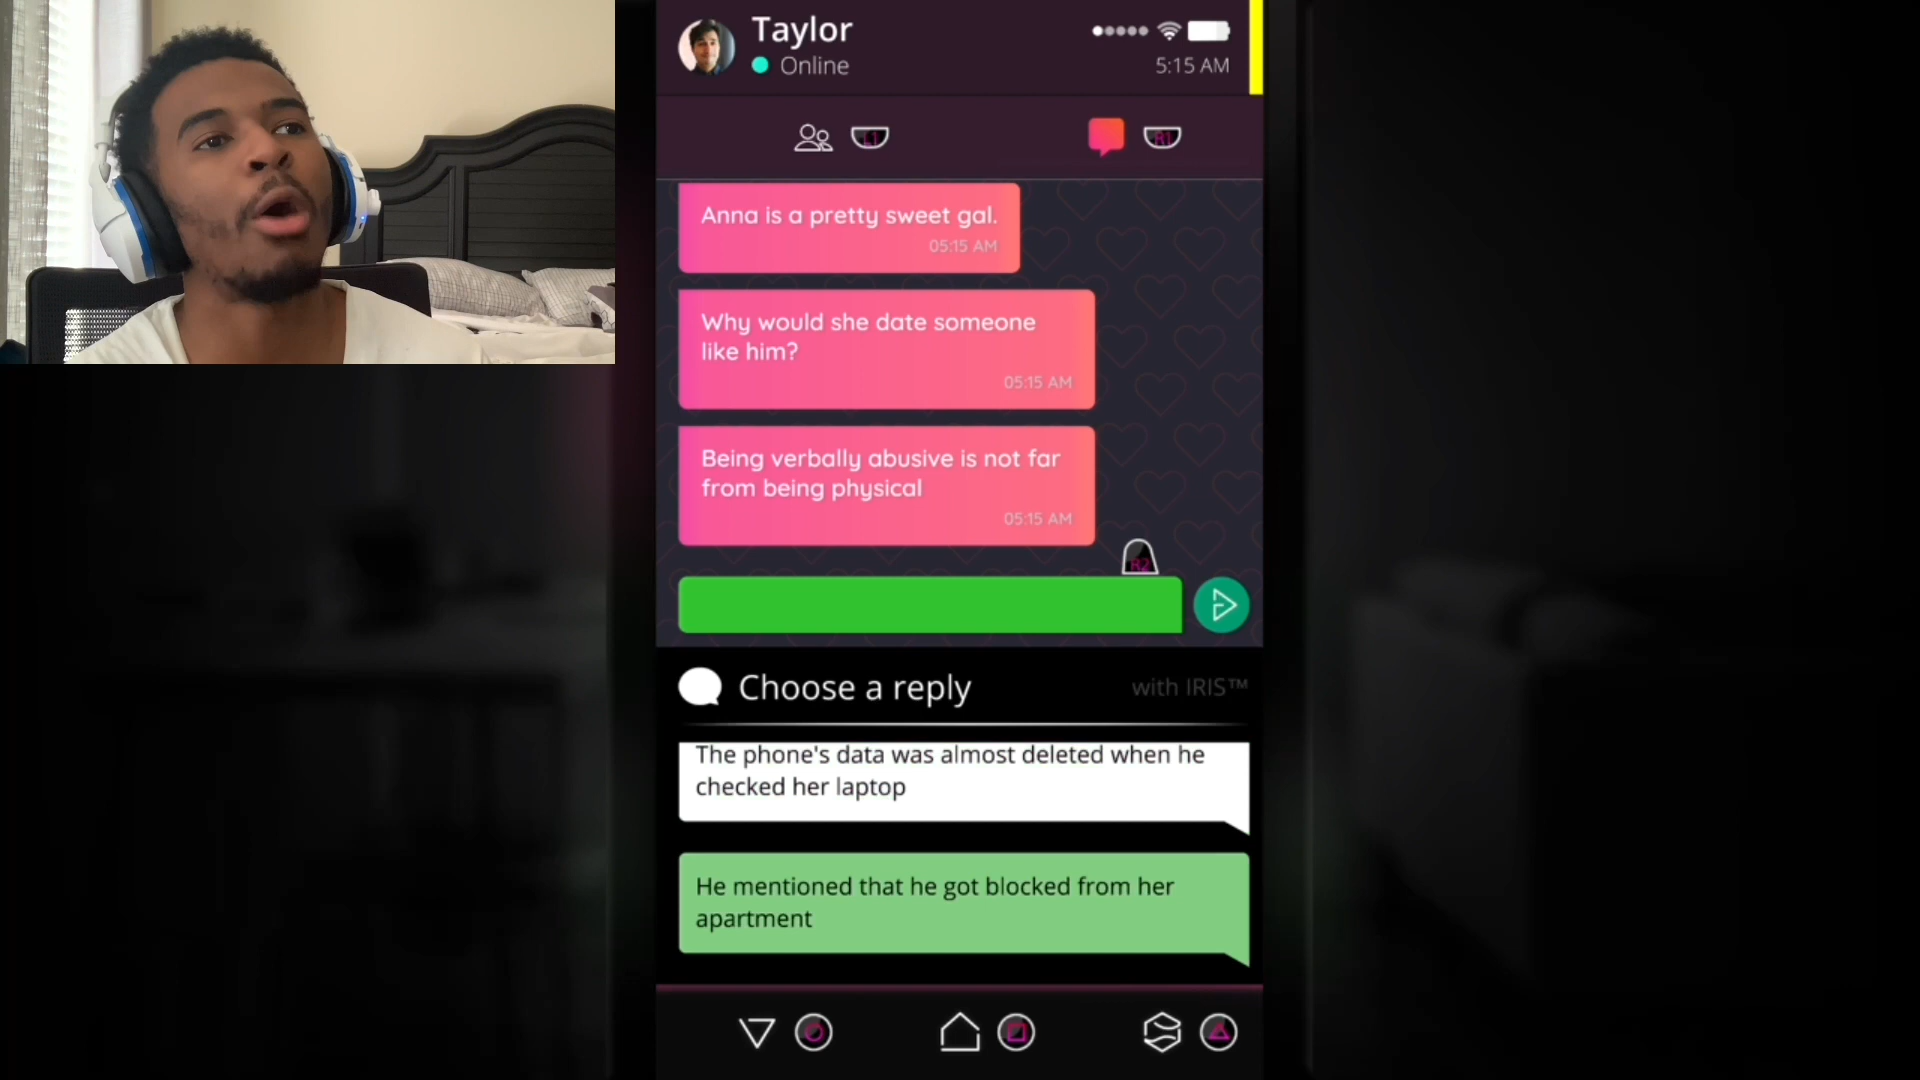 Taylor
Online
5:15 AM
L1
R1
Anna is a pretty sweet gal.
05:15 AM
Why would she date someone
like him?
05:15 AM
Being verbally abusive is not far
from being physical
05:15 AM
R2
Choose a reply
with IRIS™
The phone's data was almost deleted when he
checked her laptop
He mentioned that he got blocked from her
apartment